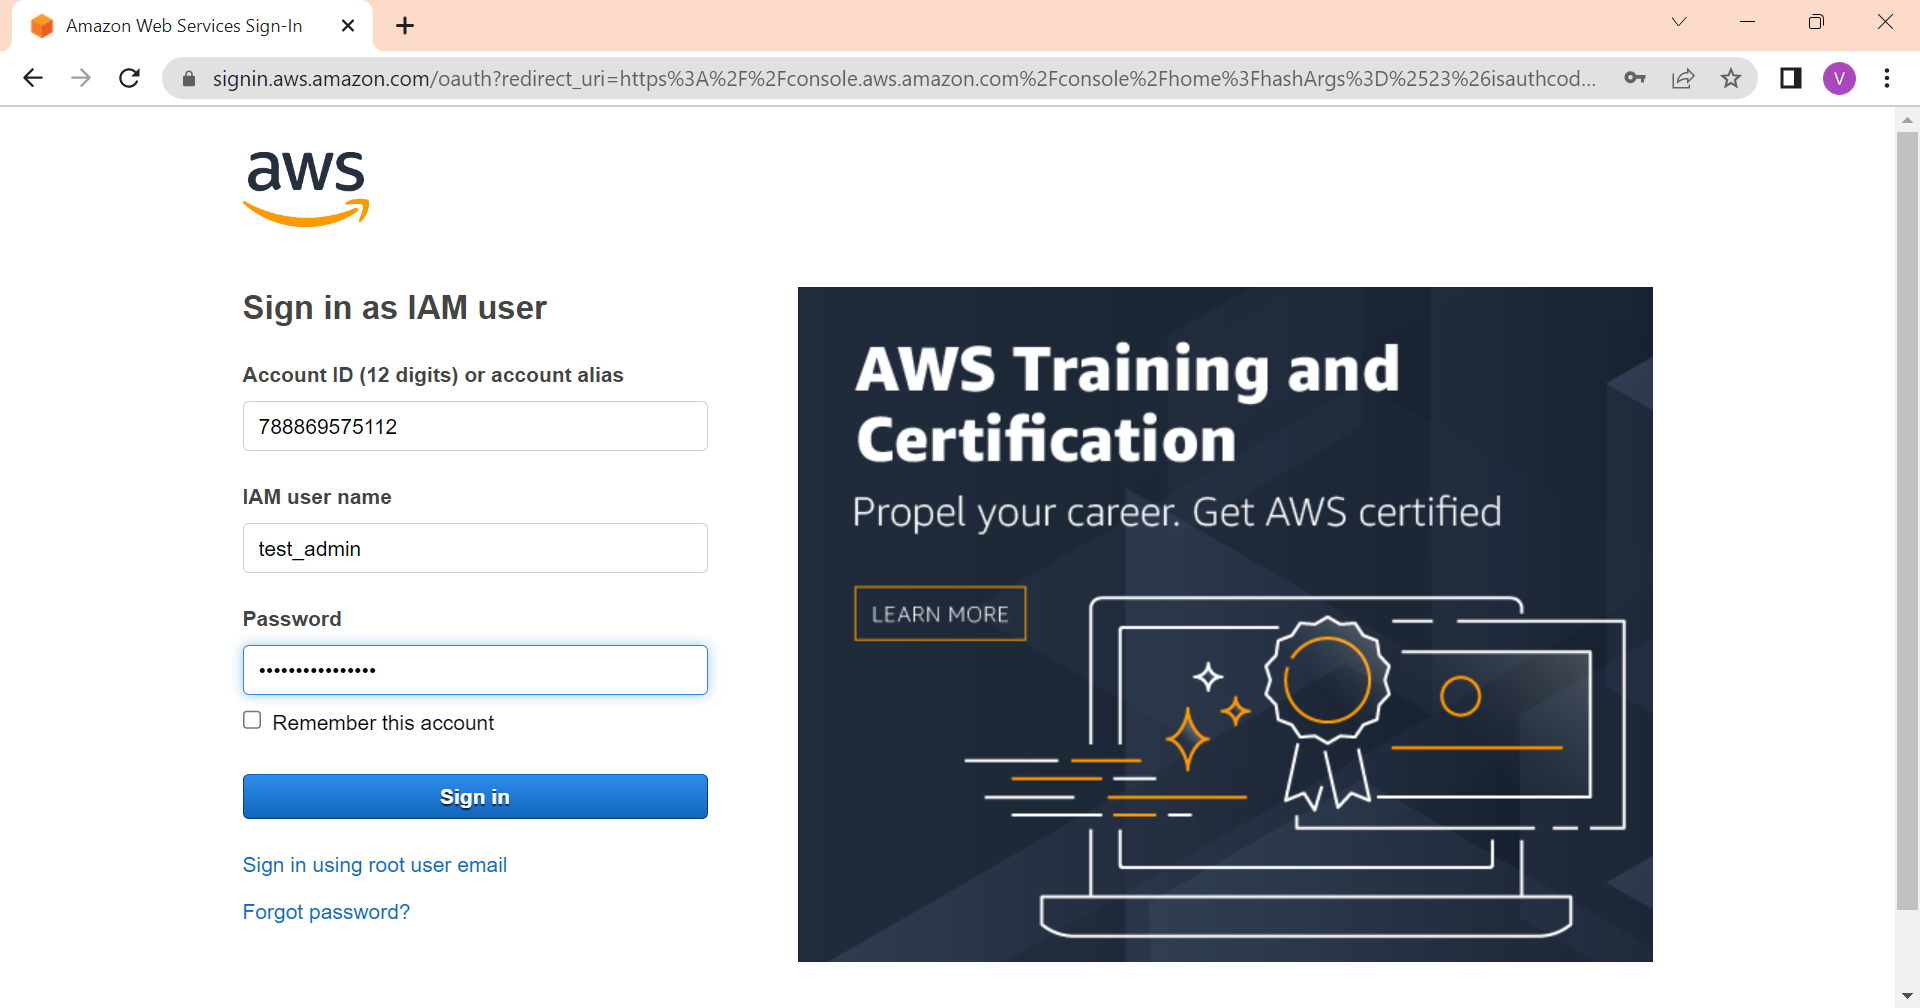 Amazon Web Services Sign-In
signin.aws.amazon.com/oauth?redirect_uri=https%3A%2F%2Fconsole.aws.amazon.com%2Fconsole%2Fhome%3FhashArgs%3D%2523%26isauthcod...
V
aws
Sign in as IAM user
Account ID (12 digits) or account alias
788869575112
IAM user name
test_admin
Password
••••••••••••••••
Remember this account
Sign in
Sign in using root user email
Forgot password?
AWS Training and
Certification
Propel your career. Get AWS certified
LEARN MORE